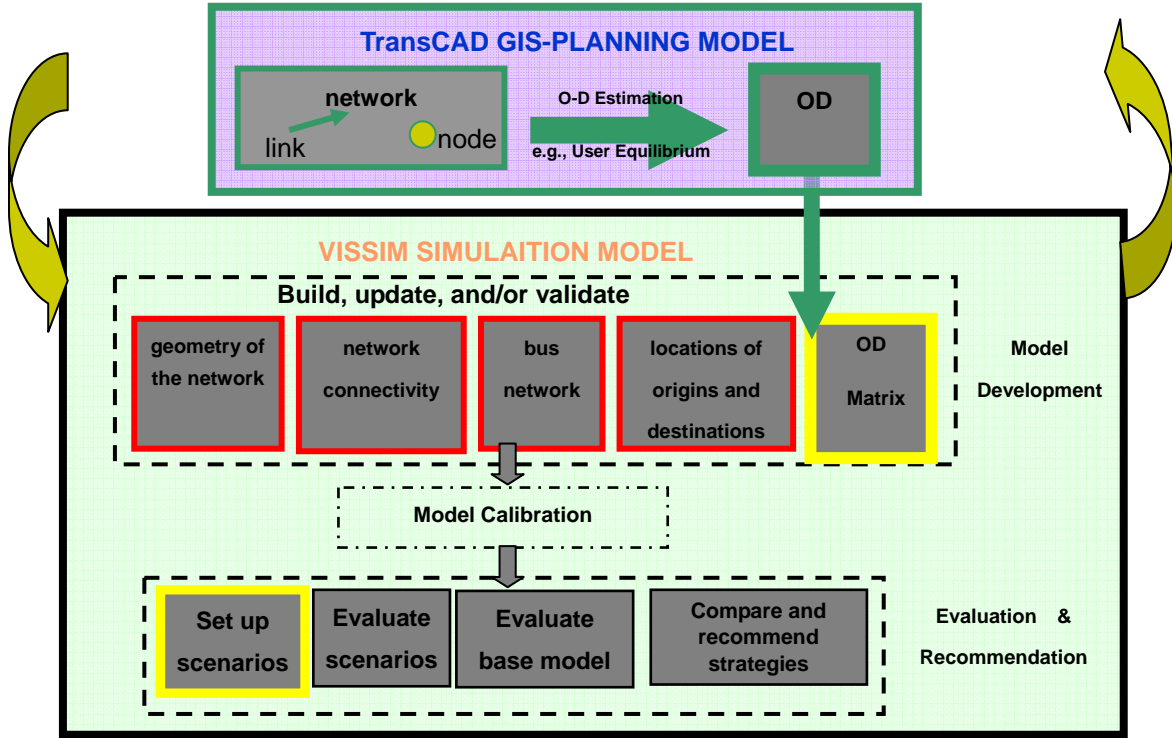 TransCAD GIS-PLANNING MODEL
network
link
node
O-D Estimation
e.g., User Equilibrium
OD
VISSIM SIMULAITION MODEL
Build, update, and/or validate
geometry of
the network
network
connectivity
bus
network
locations of
origins and
destinations
OD
Matrix
Model
Development
Model Calibration
Set up
scenarios
Evaluate
scenarios
Evaluate
base model
Compare and
recommend
strategies
Evaluation &
Recommendation